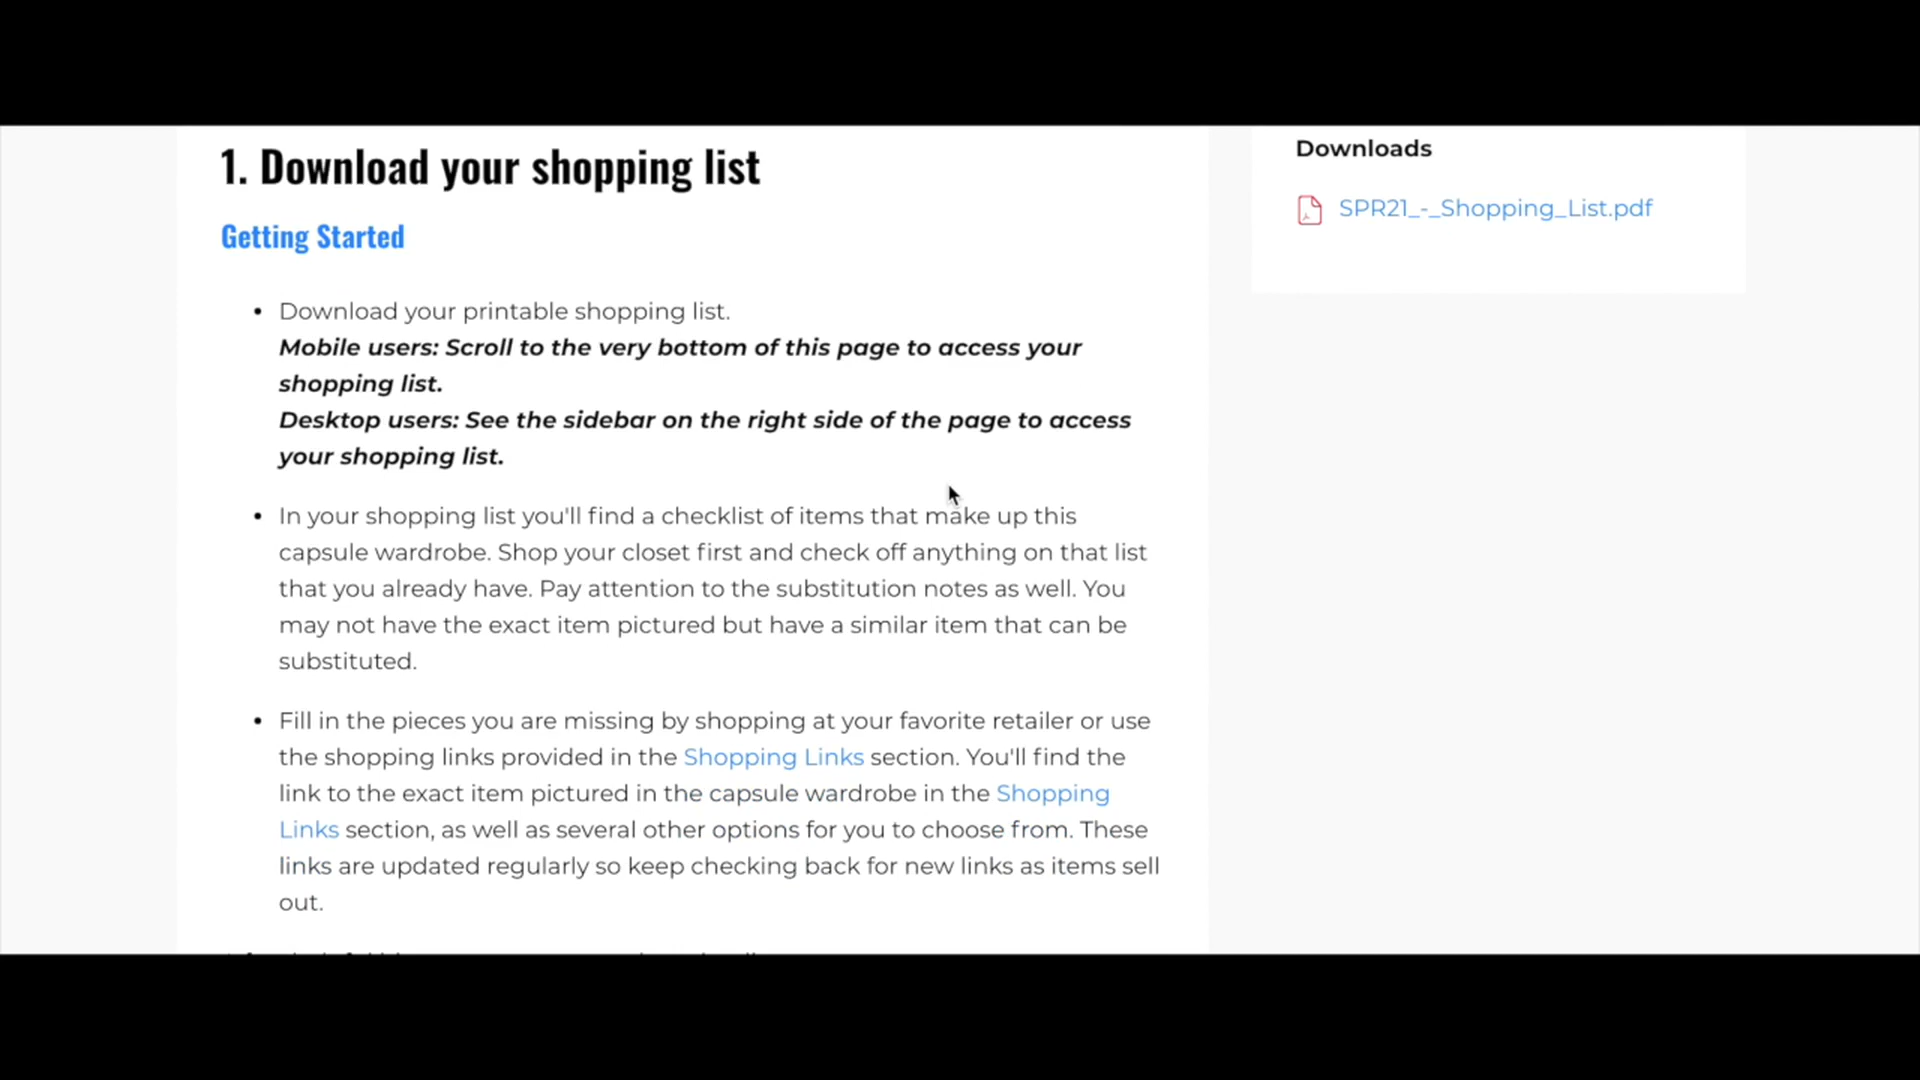 1. Download your shopping list
Getting Started
• Download your printable shopping list.
Mobile users: Scroll to the very bottom of this page to access your
shopping list.
Desktop users: See the sidebar on the right side of the page to access
your shopping list.
• In your shopping list you'll find a checklist of items that make up this
capsule wardrobe. Shop your closet first and check off anything on that list
that you already have. Pay attention to the substitution notes as well. You
may not have the exact item pictured but have a similar item that can be
substituted.
• Fill in the pieces you are missing by shopping at your favorite retailer or use
the shopping links provided in the Shopping Links section. You'll find the
link to the exact item pictured in the capsule wardrobe in the Shopping
Links section, as well as several other options for you to choose from. These
links are updated regularly so keep checking back for new links as items sell
out.
Downloads
SPR21_-_Shopping_List.pdf